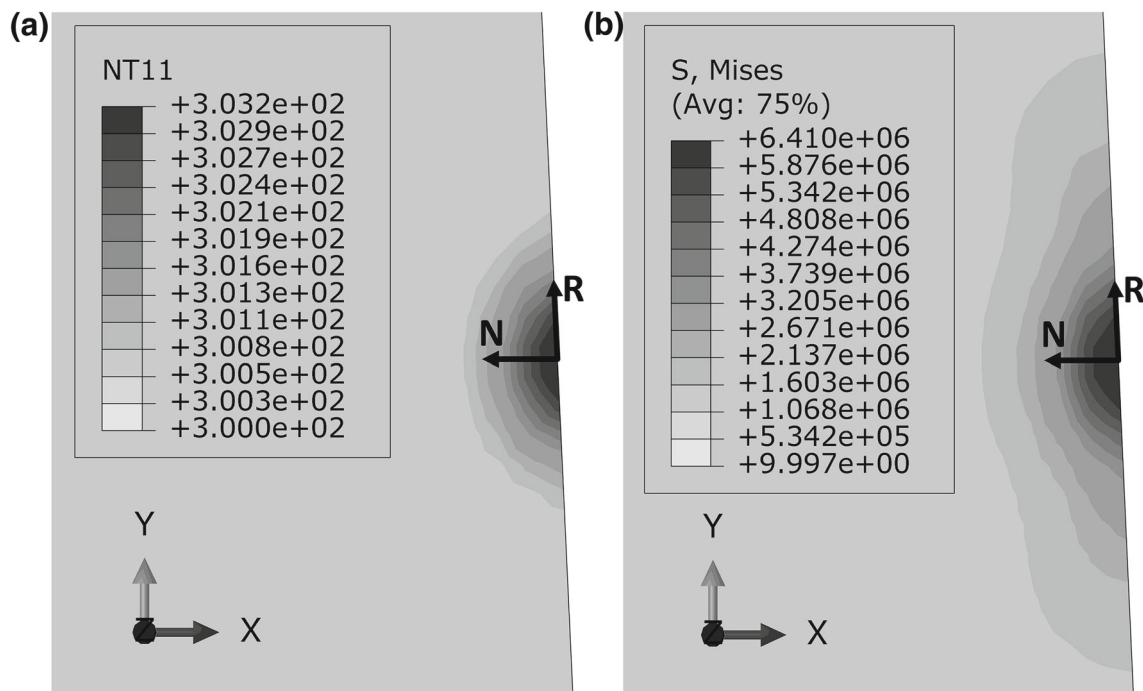 (a)
NT11
+3.032e+02
+3.029e+02
+3.027e+02
+3.024e+02
+3.021e+02
+3.019e+02
+3.016e+02
+3.013e+02
+3.011e+02
+3.008e+02
+3.005e+02
+3.003e+02
+3.000e+02
R
N
Y
Z
X
(b)
S, Mises
(Avg: 75%)
+6.410e+06
+5.876e+06
+5.342e+06
+4.808e+06
+4.274e+06
+3.739e+06
+3.205e+06
+2.671e+06
+2.137e+06
+1.603e+06
+1.068e+06
+5.342e+05
+9.997e+00
R
N
Y
Z
X